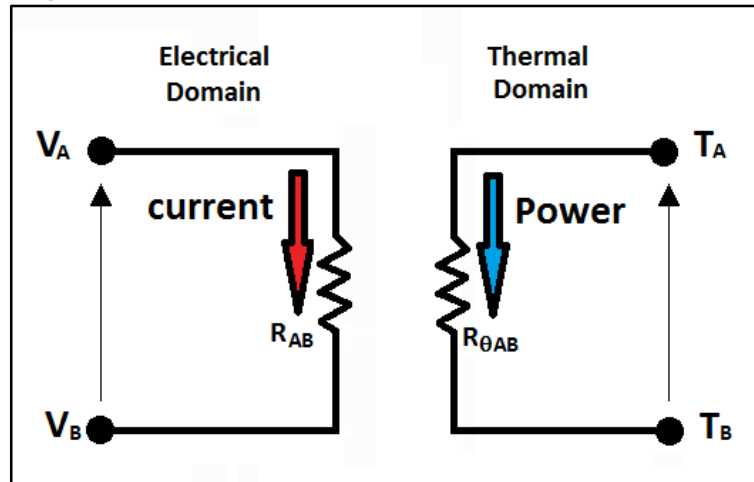 Electrical
Domain
Thermal
Domain
VA
TA
current
Power
RAB
RθAB
VB
TB